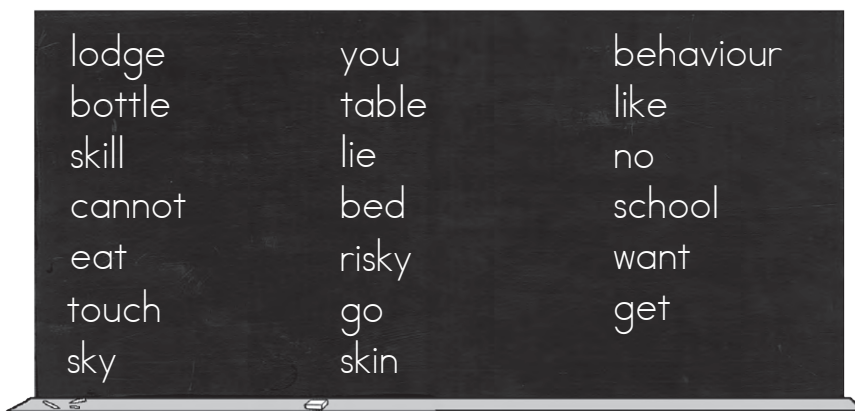 lodge
bottle
skill
cannot
eat
touch
sky
you
table
lie
bed
risky
go
skin
behaviour
like
no
school
want
get